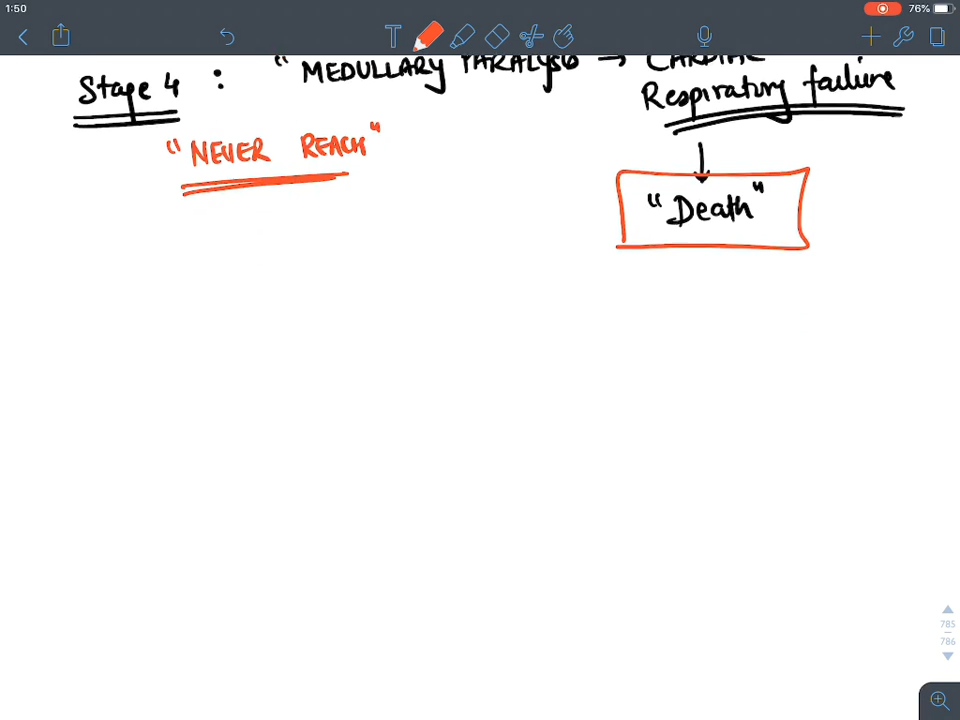 1:50
76%
T
" MEDULLARY PARALYSIS → CARDIAC
Stage 4 :
Respiratory failure
"NEVER REACH"
"Death"
785
786